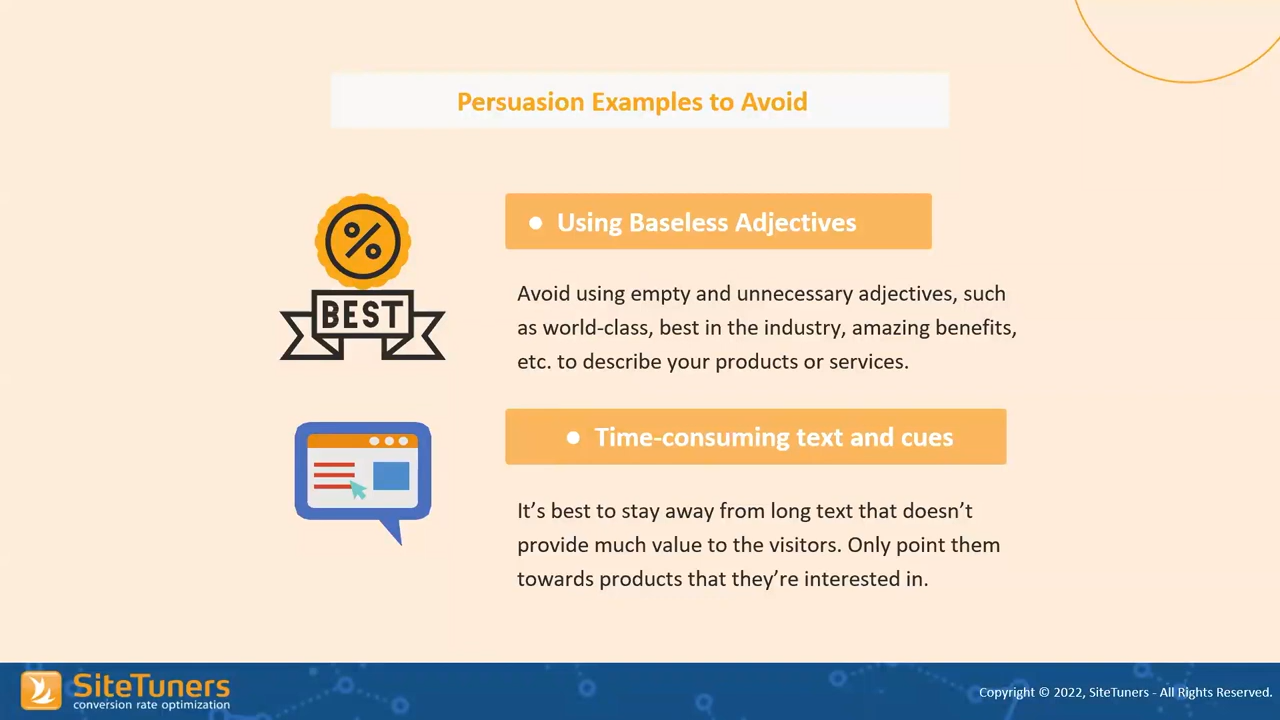 Persuasion Examples to Avoid
BEST
● Using Baseless Adjectives
Avoid using empty and unnecessary adjectives, such
as world-class, best in the industry, amazing benefits,
etc. to describe your products or services.
● Time-consuming text and cues
It’s best to stay away from long text that doesn’t
provide much value to the visitors. Only point them
towards products that they’re interested in.
SiteTuners
conversion rate optimization
Copyright © 2022, SiteTuners - All Rights Reserved.